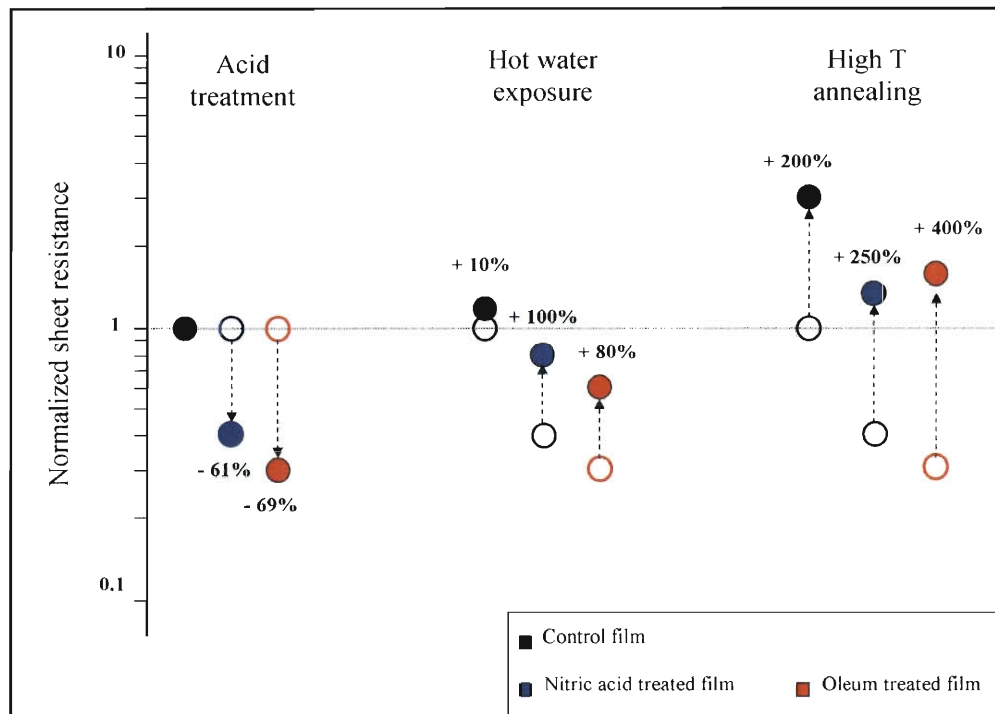 10
1
0.1
Normalized sheet resistance
Acid
treatment
- 61%
- 69%
Hot water
exposure
+ 10%
+ 100%
+ 80%
High T
annealing
+ 200%
+ 250%
+ 400%
Control film
Nitric acid treated film
Oleum treated film